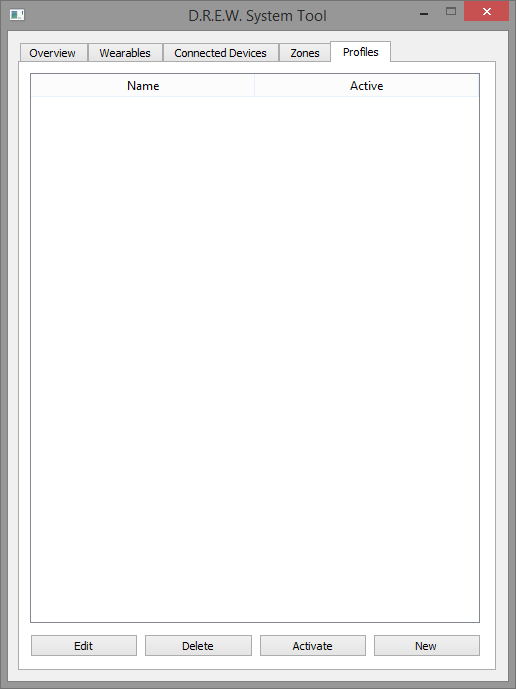 D.R.E.W. System Tool
Overview Wearables Connected Devices Zones Profiles
Name Active
Edit Delete Activate New